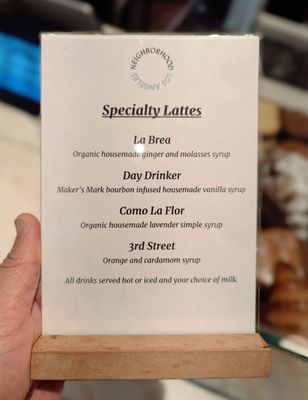 NEIGHBORHOOD
LOS ANGELES
Specialty Lattes
La Brea
Organic housemade ginger and molasses syrup
Day Drinker
Maker's Mark bourbon infused housemade vanilla syrup
Como La Flor
Organic housemade lavender simple syrup
3rd Street
Orange and cardamom syrup
All drinks served hot or iced and your choice of milk.